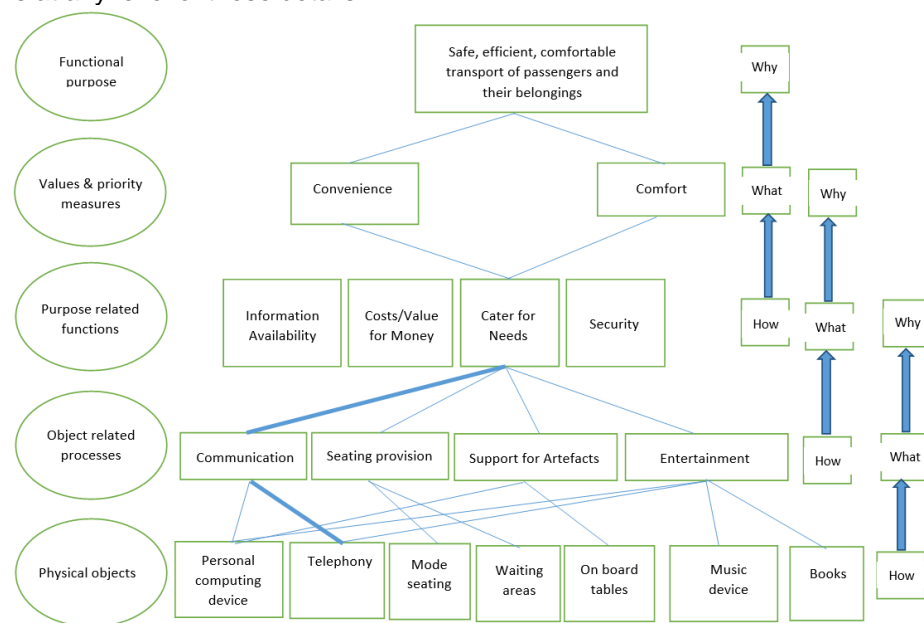 Functional
purpose
Safe, efficient, comfortable
transport of passengers and
their belongings
Why
Values & priority
measures
Convenience
Comfort
What
Why
Purpose related
functions
Information
Availability
Costs/Value
for Money
Cater for
Needs
Security
How
What
Why
Object related
processes
Communication
Seating provision
Support for Artefacts
Entertainment
How
What
Physical objects
Personal
computing
device
Telephony
Mode
seating
Waiting
areas
On board
tables
Music
device
Books
How